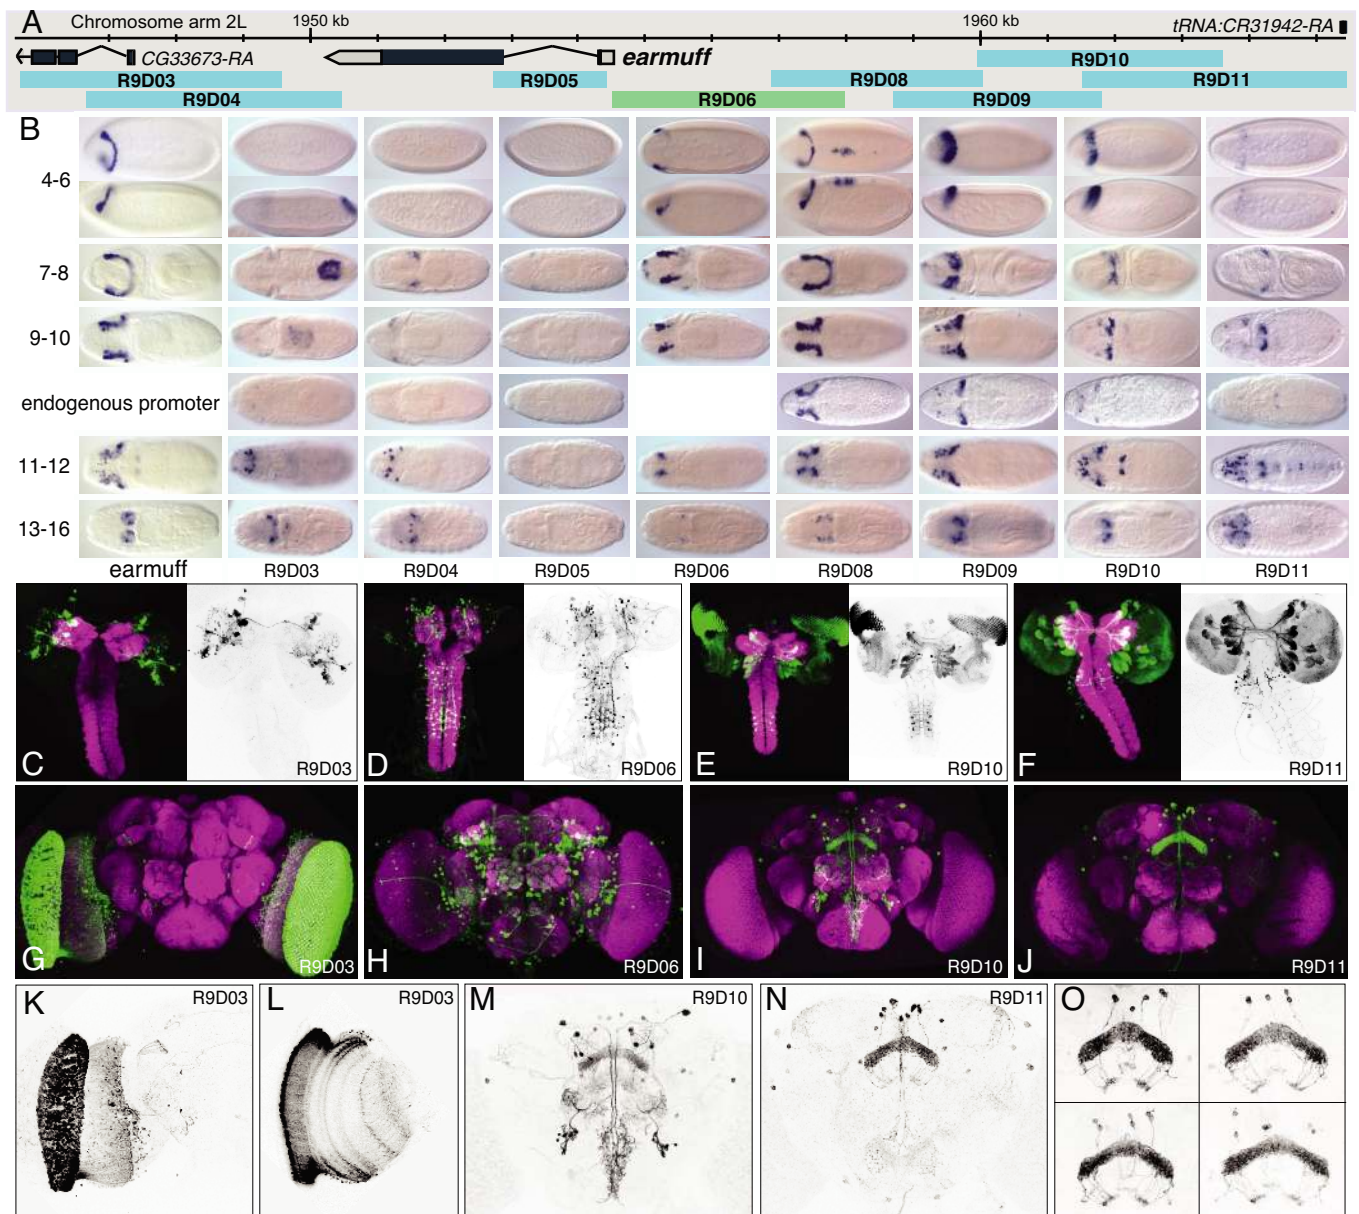 A Chromosome arm 2L 1950 kb 1960 kb tRNA:CR31942-RA
CG33673-RA earmuff R9D10
R9D03 R9D05 R9D08 R9D11
R9D04 R9D06 R9D09
B
4-6
7-8
9-10
endogenous promoter
11-12
13-16
earmuff R9D03 R9D04 R9D05 R9D06 R9D08 R9D09 R9D10 R9D11
C R9D03 D R9D06 E R9D10 F R9D11
G R9D03 H R9D06 I R9D10 J R9D11
K R9D03 L R9D03 M R9D10 N R9D11 O